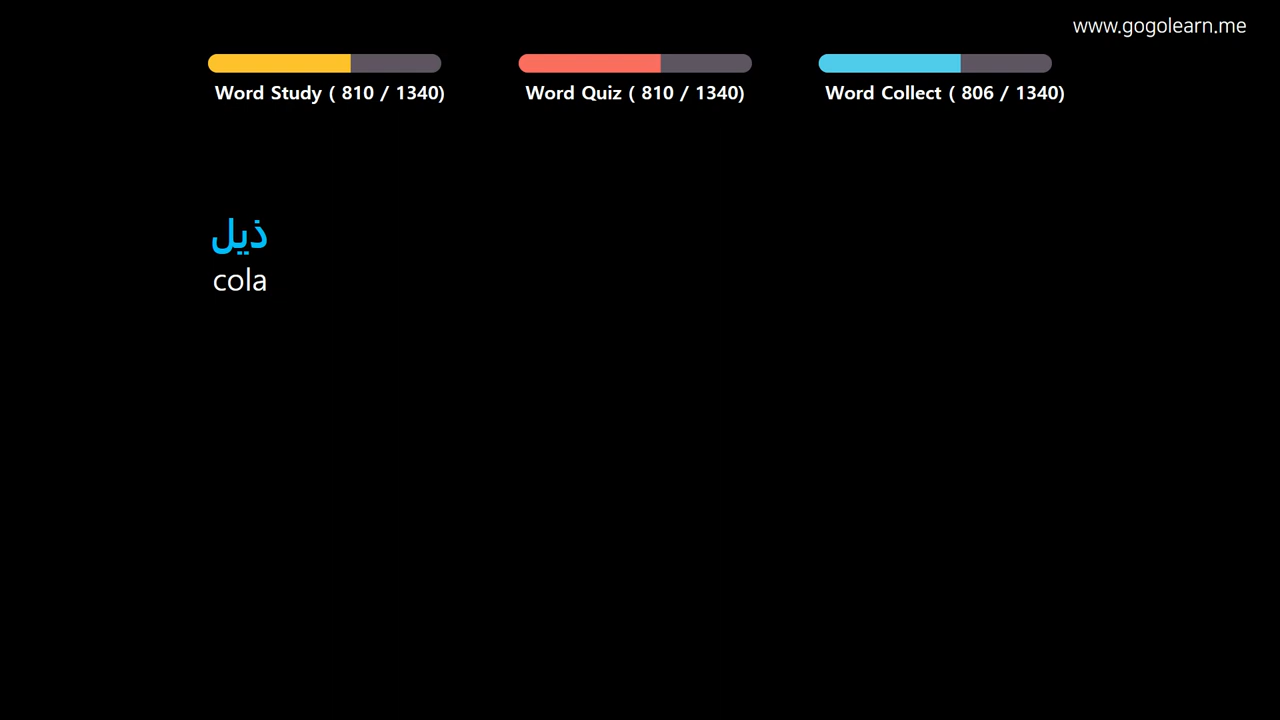 www.gogolearn.me
Word Study ( 810 / 1340)
Word Quiz ( 810 / 1340)
Word Collect ( 806 / 1340)
ذيل
cola